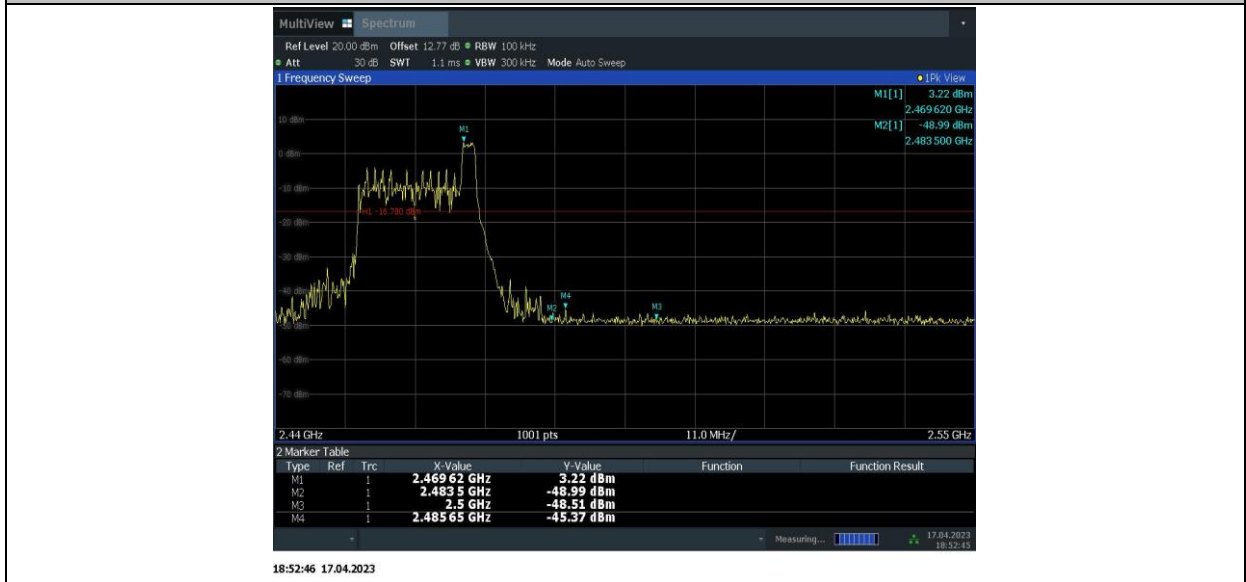 MultiView Spectrum
Ref Level 20.00 dBm Offset 12.77 dB RBW 100 kHz
Att 30 dB SWT 1.1 ms VBW 300 kHz Mode Auto Sweep
1 Frequency Sweep 1Pk View
M1[1] 3.22 dBm
2.469 620 GHz
M2[1] -48.99 dBm
2.483 500 GHz
10 dBm
M1
0 dBm
-10 dBm
H1 -16.780 dBm
-20 dBm
-30 dBm
-40 dBm
M4
M2 M3
-50 dBm
-60 dBm
-70 dBm
2.44 GHz 1001 pts 11.0 MHz/ 2.55 GHz
2 Marker Table
Type Ref Trc X-Value Y-Value Function Function Result
M1 1 2.469 62 GHz 3.22 dBm
M2 1 2.483 5 GHz -48.99 dBm
M3 1 2.5 GHz -48.51 dBm
M4 1 2.485 65 GHz -45.37 dBm
Measuring... 17.04.2023
18:52:45
18:52:46 17.04.2023